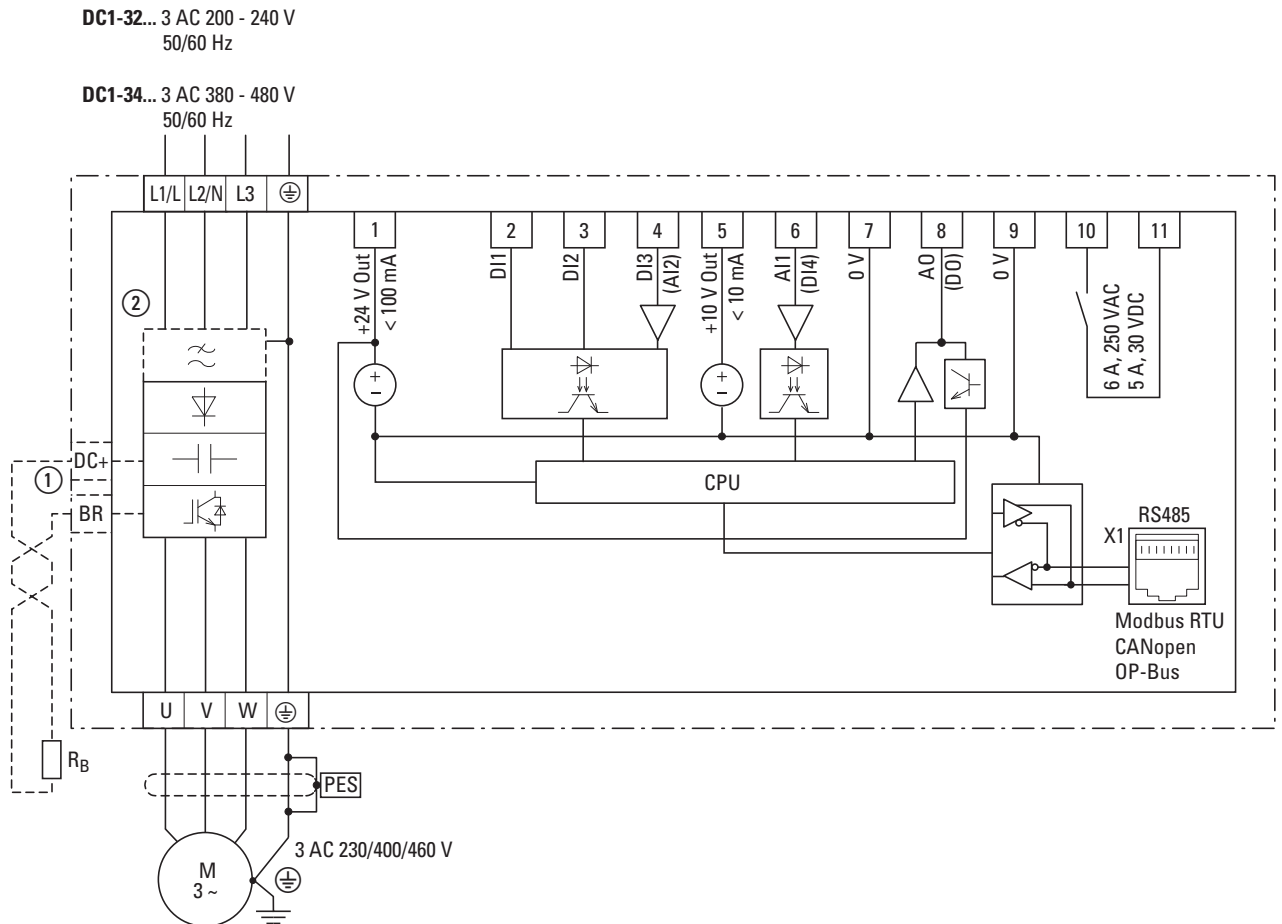 DC1-32... 3 AC 200 - 240 V
50/60 Hz
DC1-34... 3 AC 380 - 480 V
50/60 Hz
L1/L L2/N L3
1 2 3 4 5 6 7 8 9 10 11
+24 V Out
< 100 mA
DI1
DI2
DI3
(AI2)
+10 V Out
< 10 mA
AI1
(DI4)
0 V
AO
(DO)
0 V
6 A, 250 VAC
5 A, 30 VDC
2
+
-
+
-
DC+
1
BR
CPU
RS485
X1
Modbus RTU
CANopen
OP-Bus
U V W
RB
PES
3 AC 230/400/460 V
M
3 ~